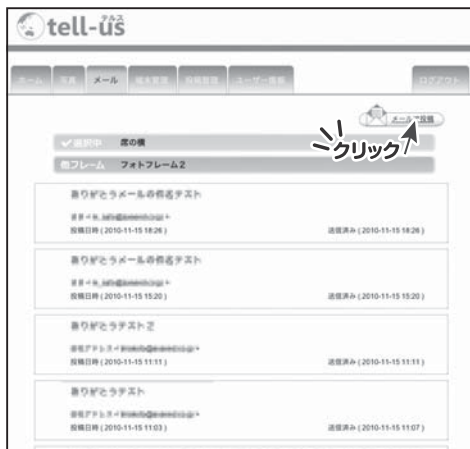 テルアス
tell-üs
ホーム 写真 メール 端末管理 投稿管理 ユーザー情報 ログアウト
メールで投稿
クリック
選択中 席の横
他フレーム フォトフレーム2
ありがとうメールの件名テスト
投稿日時 ( 2010-11-15 18:26 ) 送信済み ( 2010-11-15 18:26 )
ありがとうメールの件名テスト
投稿日時 ( 2010-11-15 15:20 ) 送信済み ( 2010-11-15 15:20 )
ありがとうテスト2
投稿日時 ( 2010-11-15 11:11 ) 送信済み ( 2010-11-15 11:11 )
ありがとうテスト
投稿日時 ( 2010-11-15 11:03 ) 送信済み ( 2010-11-15 11:07 )